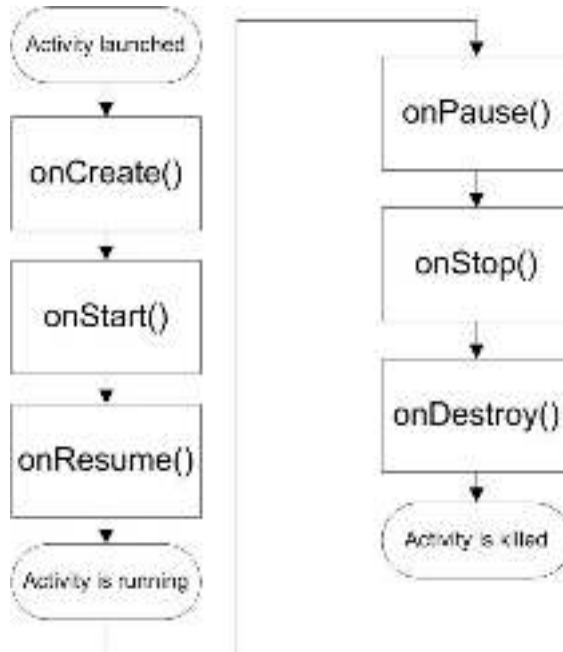 Activity launched
onCreate()
onStart()
onResume()
Activity is running
onPause()
onStop()
onDestroy()
Activity is killed